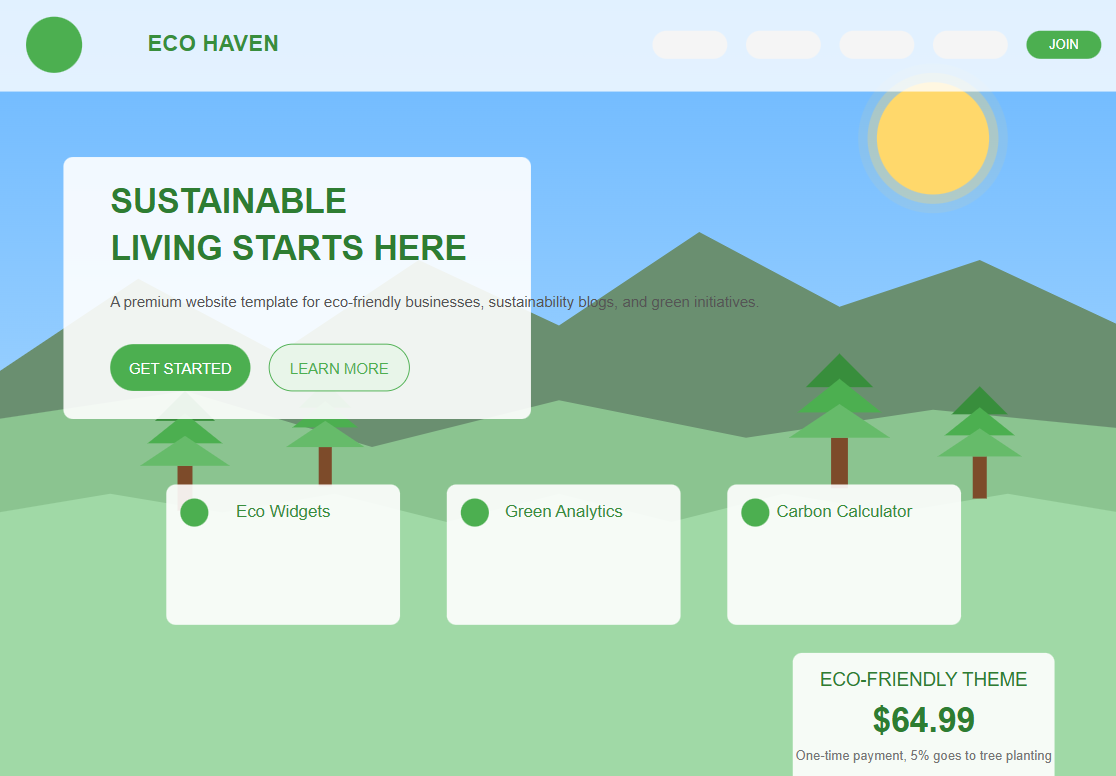 ECO HAVEN
JOIN
SUSTAINABLE
LIVING STARTS HERE
A premium website template for eco-friendly businesses, sustainability blogs, and green initiatives.
GET STARTED
LEARN MORE
Eco Widgets
Green Analytics
Carbon Calculator
ECO-FRIENDLY THEME
$64.99
One-time payment, 5% goes to tree planting